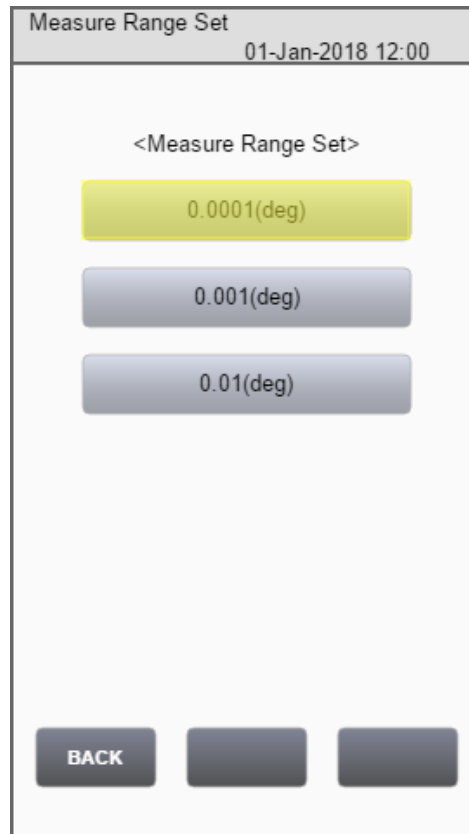 Measure Range Set
01-Jan-2018 12:00
<Measure Range Set>
0.0001(deg)
0.001(deg)
0.01(deg)
BACK